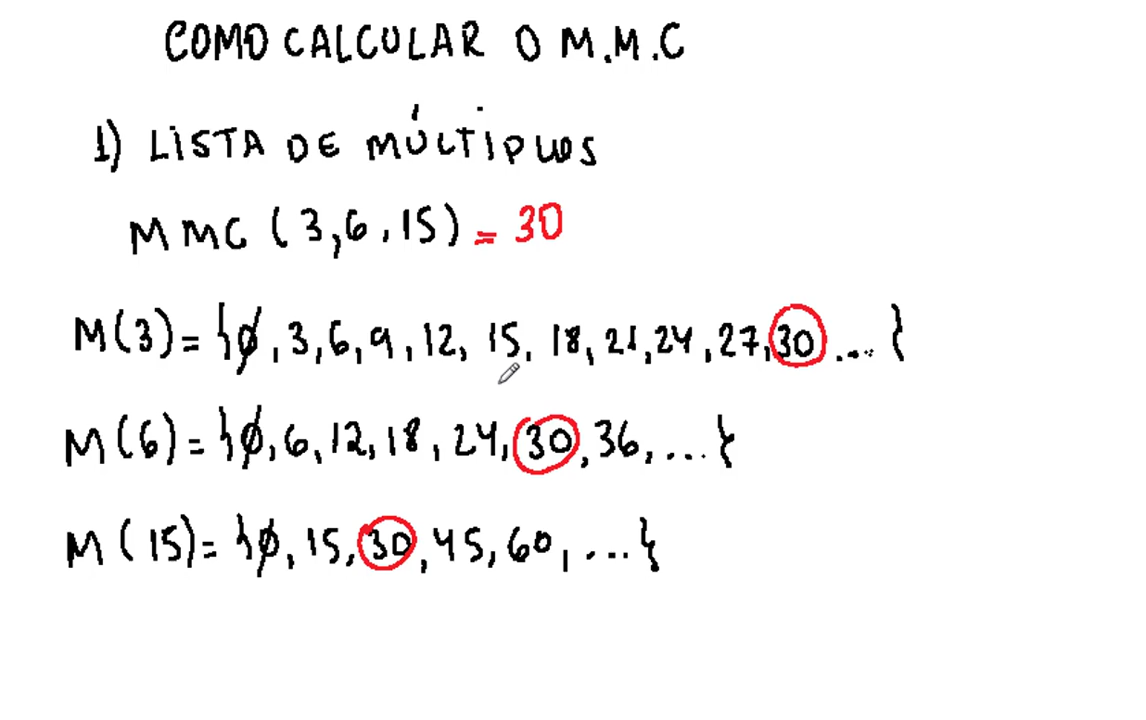 COMO CALCULAR O M.M.C
1) LISTA DE MÚLTIPLOS
MMC (3,6,15) = 30
M(3) = {0, 3, 6, 9, 12, 15, 18, 21, 24, 27, 30 ... }
M(6) = {0, 6, 12, 18, 24, 30, 36, ... }
M(15) = {0, 15, 30, 45, 60, ... }